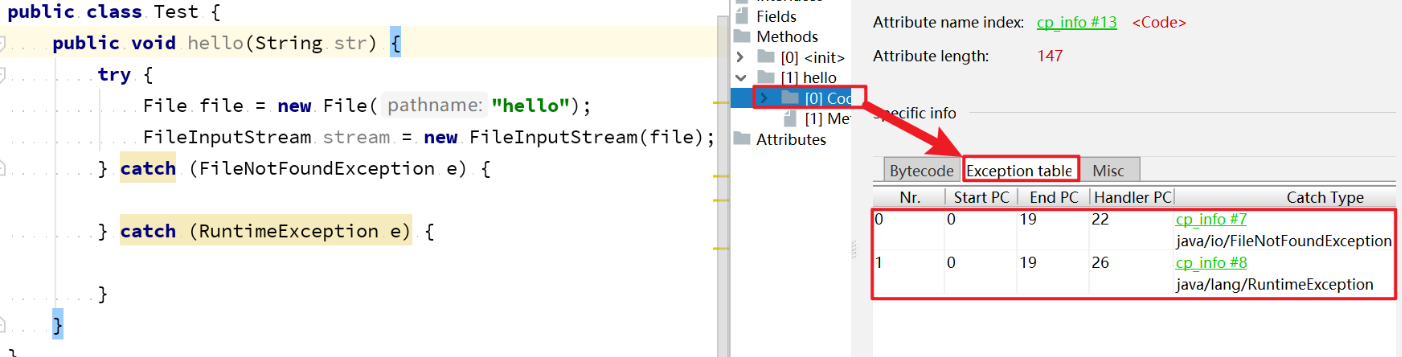 public class Test {
public void hello(String str) {
try {
File file = new File( pathname: "hello");
FileInputStream stream = new FileInputStream(file);
} catch (FileNotFoundException e) {
} catch (RuntimeException e) {
}
}
}
Fields
Methods
[0] <init>
[1] hello
[0] Coc
[1] Me
Attributes
Attribute name index: cp_info #13 <Code>
Attribute length: 147
Specific info
Bytecode Exception table Misc
Nr. Start PC End PC Handler PC Catch Type
0 0 19 22 cp_info #7
java/io/FileNotFoundException
1 0 19 26 cp_info #8
java/lang/RuntimeException